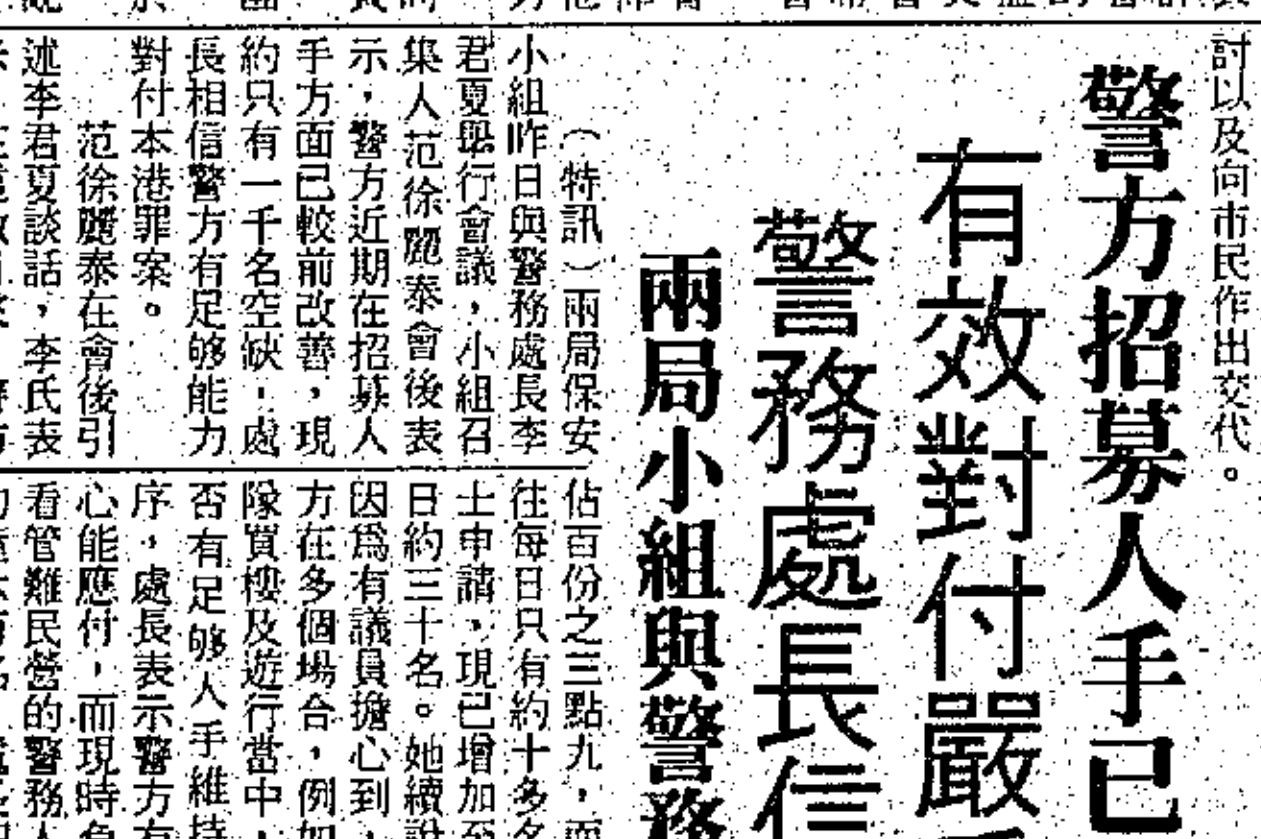 討以及向市民作出交代。
警方招募人手已
有效對付嚴
警務處長信
兩局小組與警務
（特訊）兩局保安
小組昨日與警務處長李
君夏舉行會議，小組召
集人范徐麗泰會後表
示，警方近期在招募人
手方面已較前改善，現
約只有一千名空缺，處
長相信警方有足够能力
對付本港罪案。
范徐麗泰在會後引
述李君夏談話，李氏表
佔百份之三點九，而
往每日只有約十多名
士申請，現已增加至
日約三十名。她續說
因爲有議員擔心到，
方在多個場合，例如
隊買樓及遊行當中，
否有足够人手維持
序，處長表示警方有
心能應付，而現時負
看管難民營的警務人